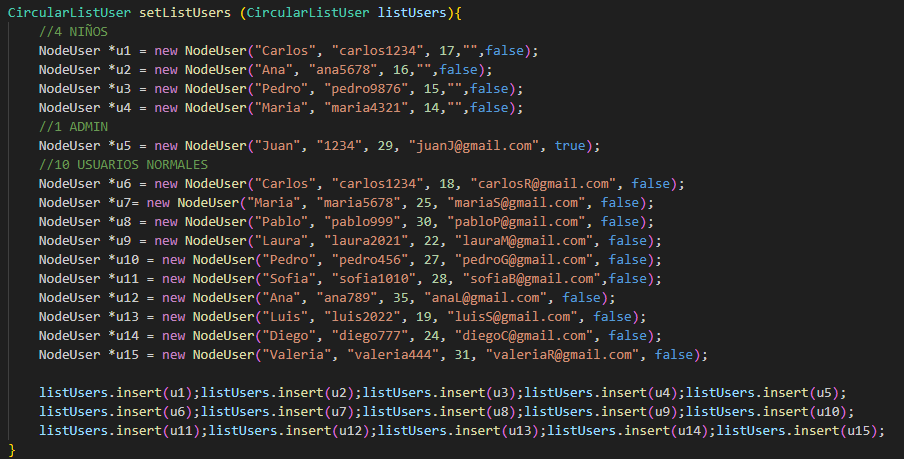 CircularListUser setListUsers (CircularListUser listUsers){
//4 NIÑOS
NodeUser *u1 = new NodeUser("Carlos", "carlos1234", 17,"",false);
NodeUser *u2 = new NodeUser("Ana", "ana5678", 16,"",false);
NodeUser *u3 = new NodeUser("Pedro", "pedro9876", 15,"",false);
NodeUser *u4 = new NodeUser("Maria", "maria4321", 14,"",false);
//1 ADMIN
NodeUser *u5 = new NodeUser("Juan", "1234", 29, "juanJ@gmail.com", true);
//10 USUARIOS NORMALES
NodeUser *u6 = new NodeUser("Carlos", "carlos1234", 18, "carlosR@gmail.com", false);
NodeUser *u7= new NodeUser("Maria", "maria5678", 25, "mariaS@gmail.com", false);
NodeUser *u8 = new NodeUser("Pablo", "pablo999", 30, "pabloP@gmail.com", false);
NodeUser *u9 = new NodeUser("Laura", "laura2021", 22, "lauraM@gmail.com", false);
NodeUser *u10 = new NodeUser("Pedro", "pedro456", 27, "pedroG@gmail.com", false);
NodeUser *u11 = new NodeUser("Sofia", "sofia1010", 28, "sofiaB@gmail.com",false);
NodeUser *u12 = new NodeUser("Ana", "ana789", 35, "anaL@gmail.com", false);
NodeUser *u13 = new NodeUser("Luis", "luis2022", 19, "luisS@gmail.com", false);
NodeUser *u14 = new NodeUser("Diego", "diego777", 24, "diegoC@gmail.com", false);
NodeUser *u15 = new NodeUser("Valeria", "valeria444", 31, "valeriaR@gmail.com", false);
listUsers.insert(u1);listUsers.insert(u2);listUsers.insert(u3);listUsers.insert(u4);listUsers.insert(u5);
listUsers.insert(u6);listUsers.insert(u7);listUsers.insert(u8);listUsers.insert(u9);listUsers.insert(u10);
listUsers.insert(u11);listUsers.insert(u12);listUsers.insert(u13);listUsers.insert(u14);listUsers.insert(u15);
}